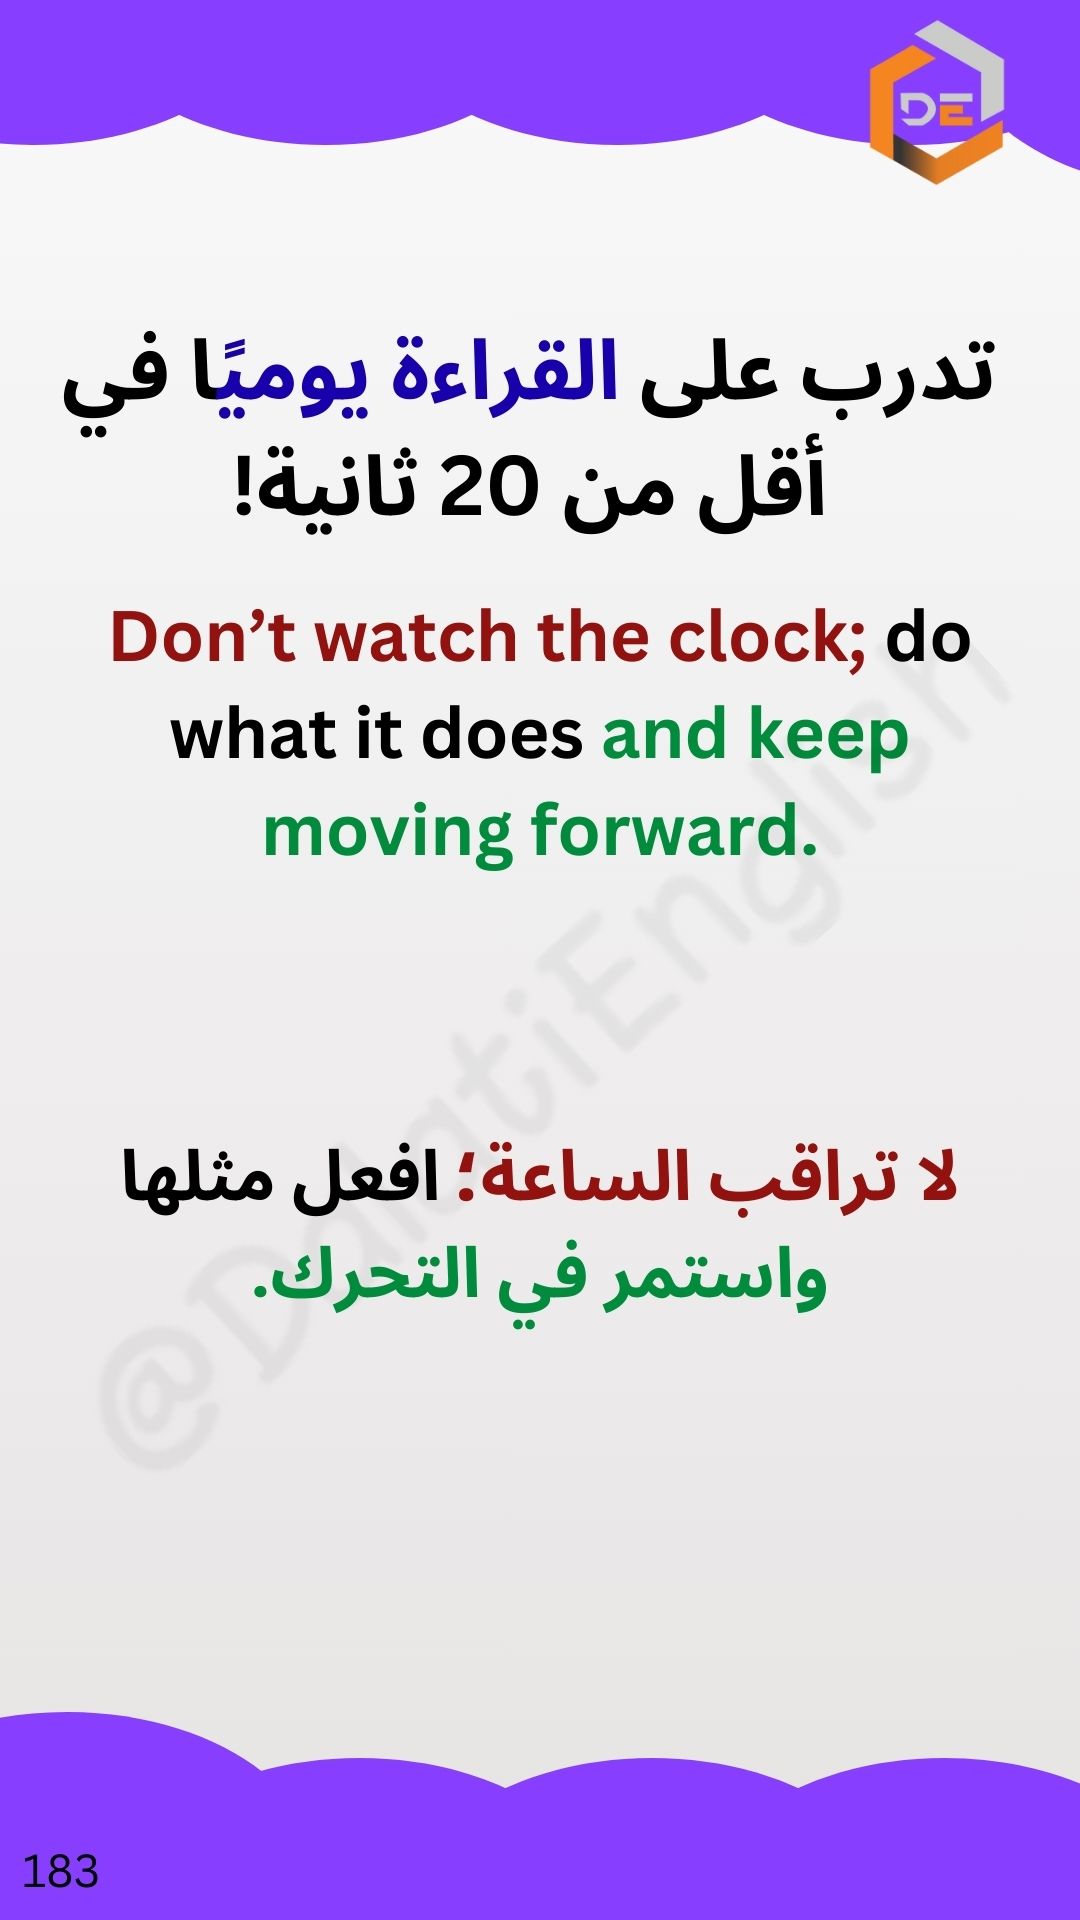 DE
تدرب على القراءة يوميًا في
أقل من 20 ثانية!
Don’t watch the clock; do
what it does and keep
moving forward.
لا تراقب الساعة؛ افعل مثلها
واستمر في التحرك.
@DalatiEnglish
183